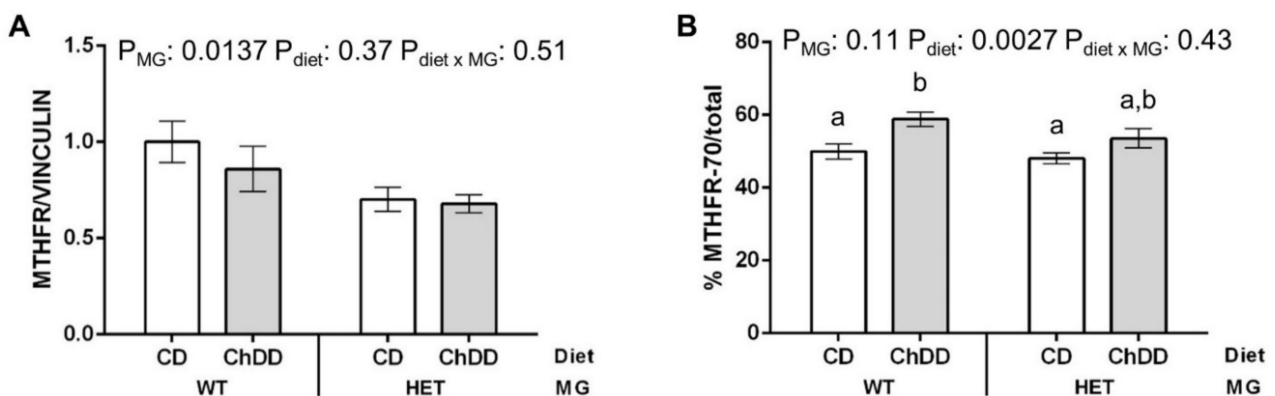 A
P_MG: 0.0137 P_diet: 0.37 P_diet x MG: 0.51
MTHFR/VINCULIN
1.5
1.0
0.5
0.0
CD ChDD CD ChDD Diet
WT HET MG
B
P_MG: 0.11 P_diet: 0.0027 P_diet x MG: 0.43
% MTHFR-70/total
80
60
40
20
0
a b a a,b
CD ChDD CD ChDD Diet
WT HET MG